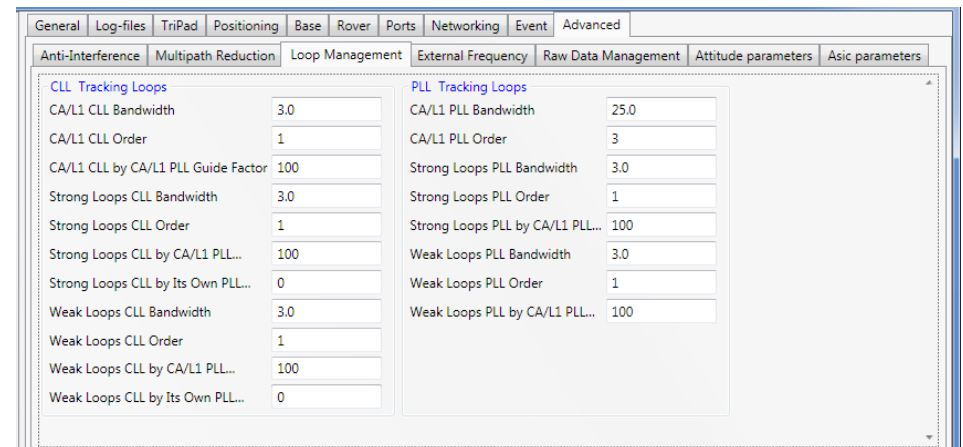 General Log-files TriPad Positioning Base Rover Ports Networking Event Advanced
Anti-Interference Multipath Reduction Loop Management External Frequency Raw Data Management Attitude parameters Asic parameters
CLL Tracking Loops
CA/L1 CLL Bandwidth 3.0
CA/L1 CLL Order 1
CA/L1 CLL by CA/L1 PLL Guide Factor 100
Strong Loops CLL Bandwidth 3.0
Strong Loops CLL Order 1
Strong Loops CLL by CA/L1 PLL... 100
Strong Loops CLL by Its Own PLL... 0
Weak Loops CLL Bandwidth 3.0
Weak Loops CLL Order 1
Weak Loops CLL by CA/L1 PLL... 100
Weak Loops CLL by Its Own PLL... 0
PLL Tracking Loops
CA/L1 PLL Bandwidth 25.0
CA/L1 PLL Order 3
Strong Loops PLL Bandwidth 3.0
Strong Loops PLL Order 1
Strong Loops PLL by CA/L1 PLL... 100
Weak Loops PLL Bandwidth 3.0
Weak Loops PLL Order 1
Weak Loops PLL by CA/L1 PLL... 100